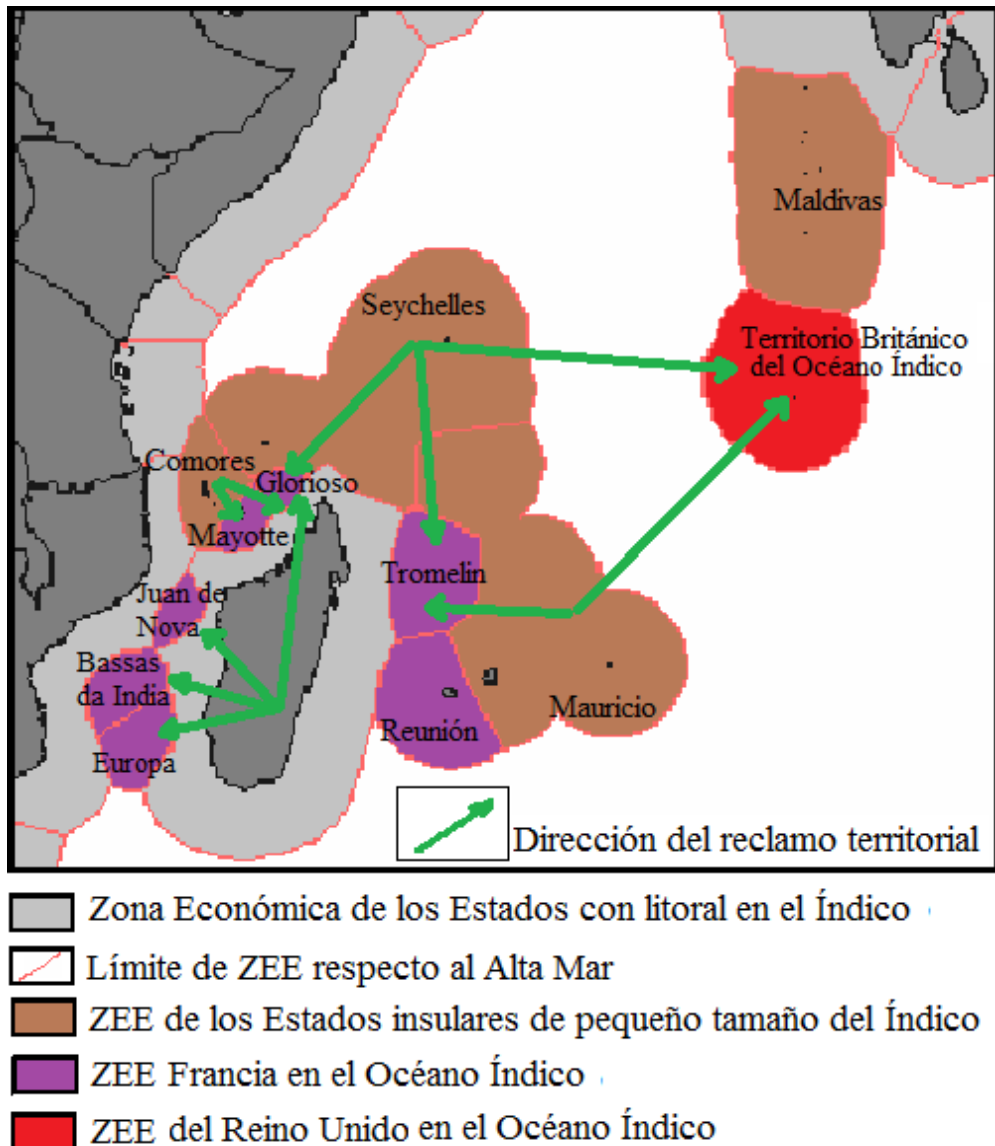 Maldivas
Seychelles
Territorio Británico
del Océano Índico
Comores
Glorioso
Mayotte
Tromelin
Juan de
Nova
Bassas
da India
Mauricio
Reunión
Europa
Dirección del reclamo territorial
Zona Económica de los Estados con litoral en el Índico
Límite de ZEE respecto al Alta Mar
ZEE de los Estados insulares de pequeño tamaño del Índico
ZEE Francia en el Océano Índico
ZEE del Reino Unido en el Océano Índico